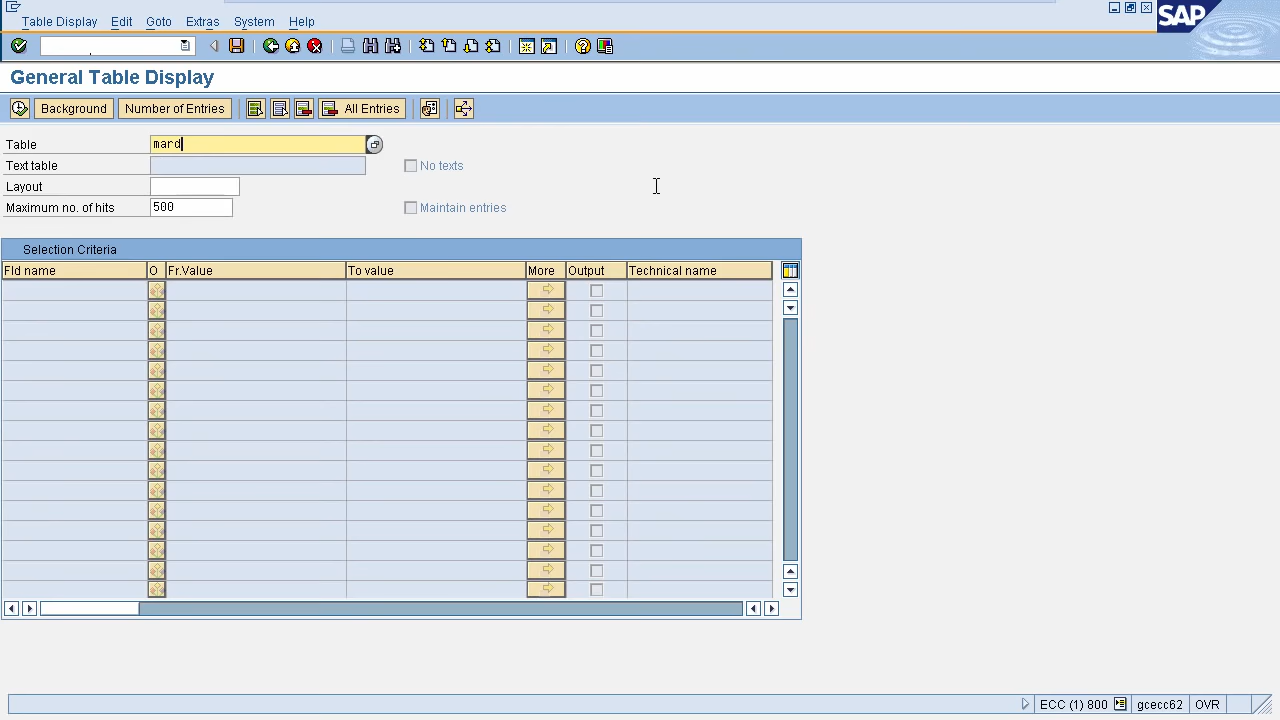 Table Display Edit Goto Extras System Help
SAP
General Table Display
Background Number of Entries All Entries
Table mard
Text table No texts
Layout
Maximum no. of hits 500 Maintain entries
Selection Criteria
Fld name O Fr.Value To value More Output Technical name
ECC (1) 800 gcecc62 OVR